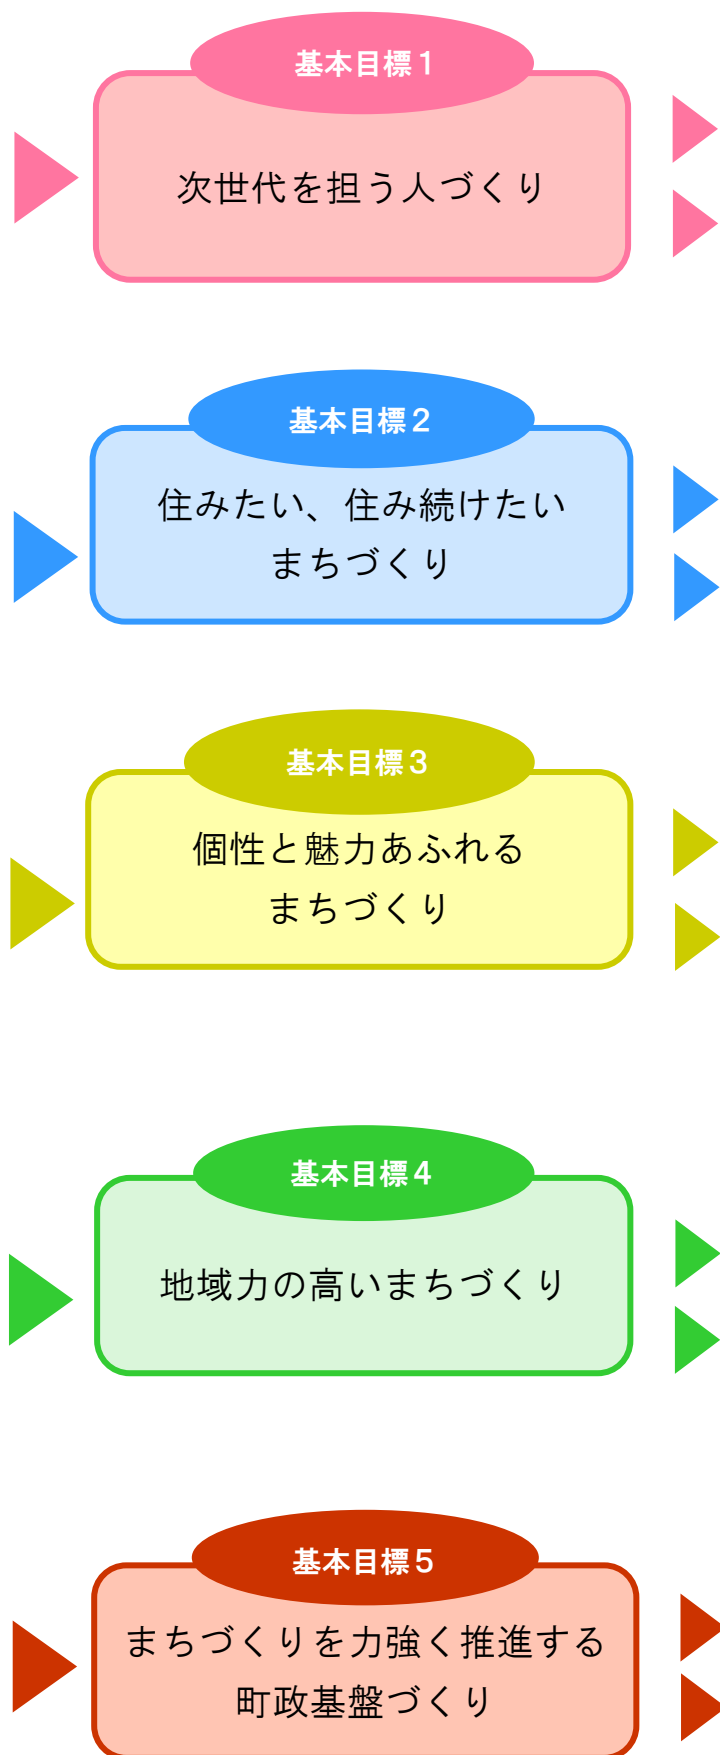 基本目標１
次世代を担う人づくり
基本目標２
住みたい、住み続けたい
まちづくり
基本目標３
個性と魅力あふれる
まちづくり
基本目標４
地域力の高いまちづくり
基本目標５
まちづくりを力強く推進する
町政基盤づくり